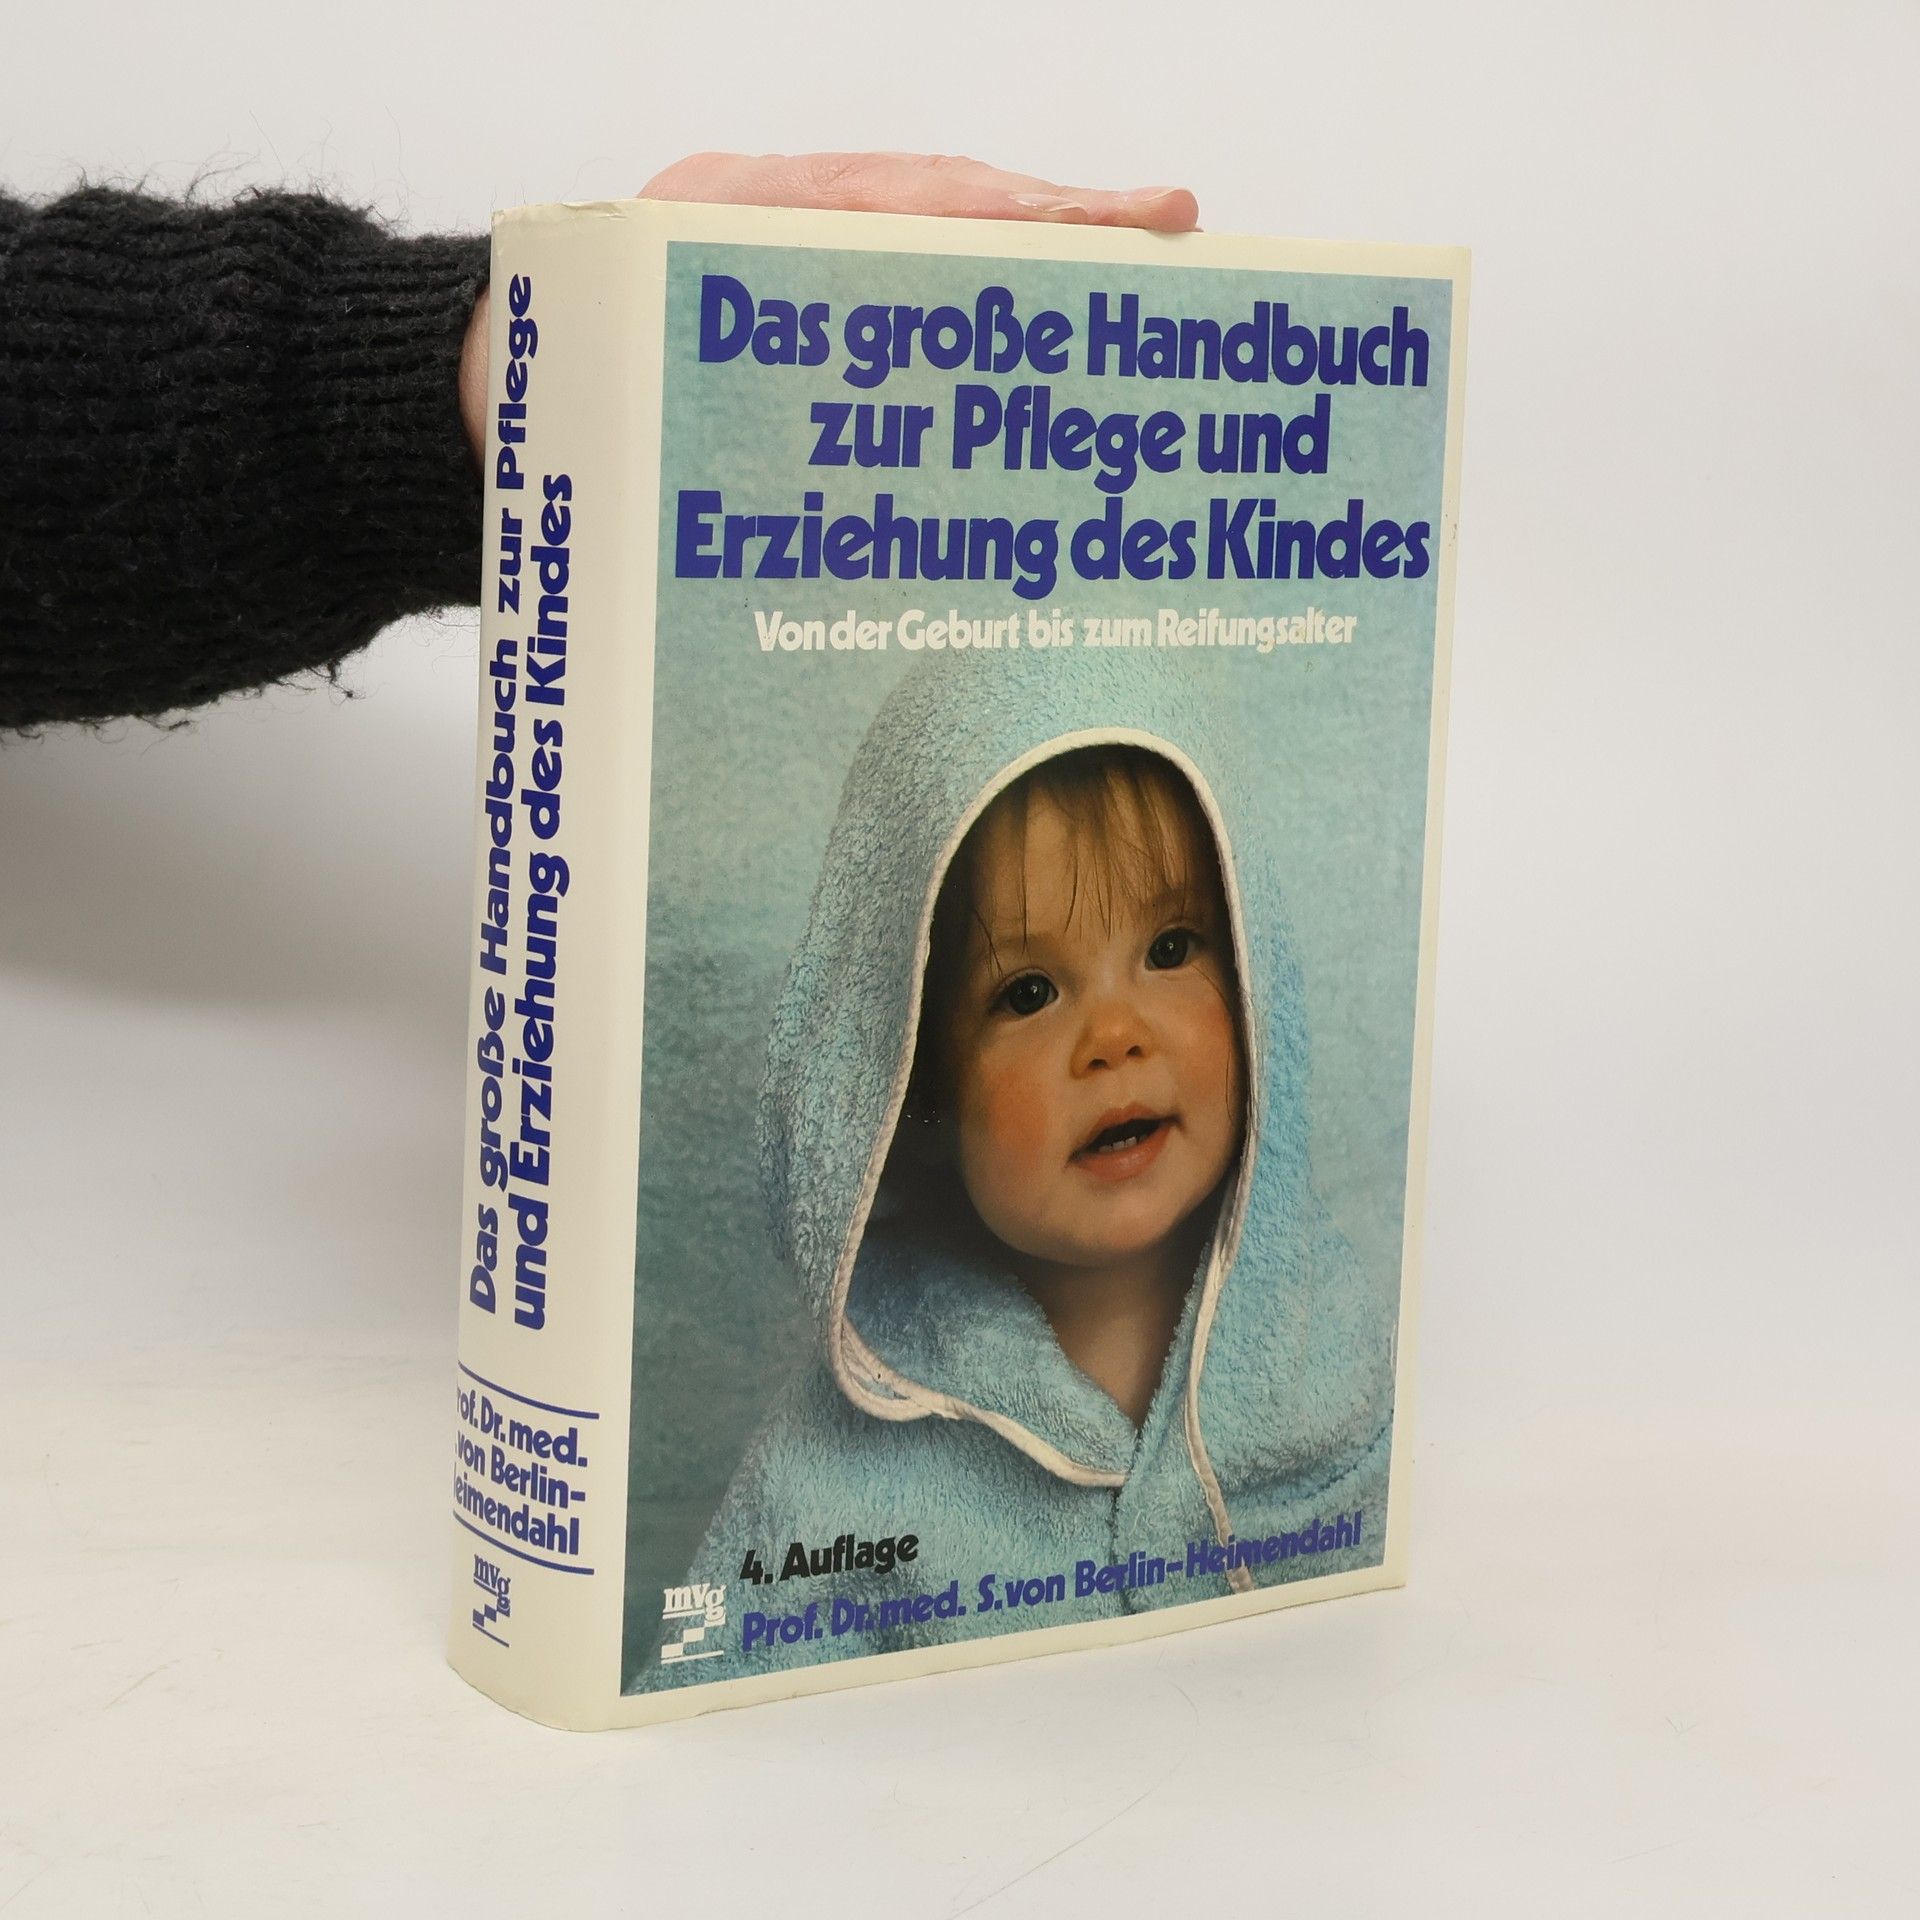 Das große Handbuch
zur Pflege und
Erziehung des Kindes
Von der Geburt bis zum Reifungsalter
4. Auflage
Prof. Dr. med. S. von Berlin-Heimendahl
mvg
Das große Handbuch zur Pflege
und Erziehung des Kindes
rof. Dr. med.
. von Berlin-
eimendahl
mvg